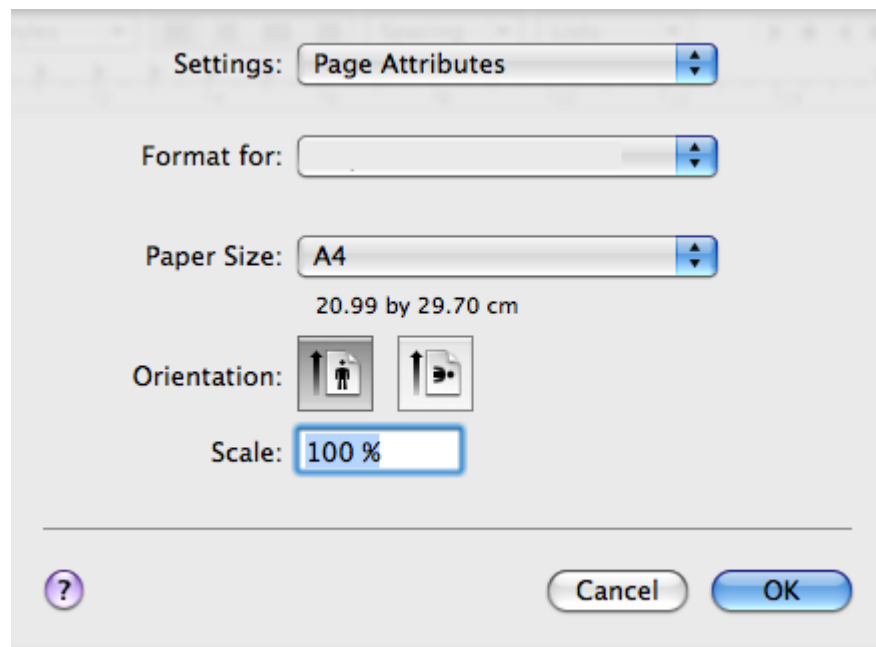 Settings: Page Attributes
Format for:
Paper Size: A4
20.99 by 29.70 cm
Orientation:
Scale: 100 %
? Cancel OK